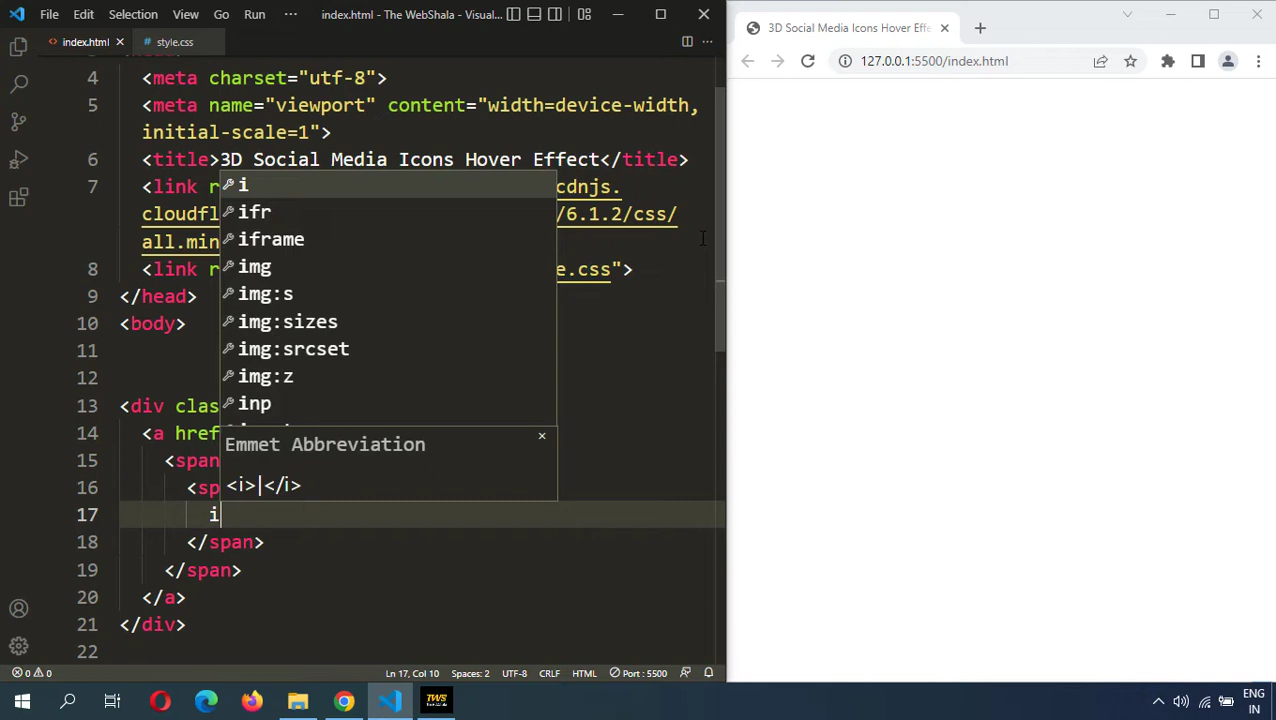 File Edit Selection View Go Run ··· index.html - The WebShala - Visual...
index.html style.css
4 <meta charset="utf-8">
5 <meta name="viewport" content="width=device-width,
initial-scale=1">
6 <title>3D Social Media Icons Hover Effect</title>
7 <link r cdnjs.
cloudfl /6.1.2/css/
all.min
8 <link r e.css">
9 </head>
10 <body>
11
12
13 <div clas
14 <a href
15 <span
16 <sp
17 i
18 </span>
19 </span>
20 </a>
21 </div>
22
i
ifr
iframe
img
img:s
img:sizes
img:srcset
img:z
inp
Emmet Abbreviation
<i>|</i>
0 0 Ln 17, Col 10 Spaces: 2 UTF-8 CRLF HTML Port : 5500
3D Social Media Icons Hover Effe
127.0.0.1:5500/index.html
TWS
ENG
IN